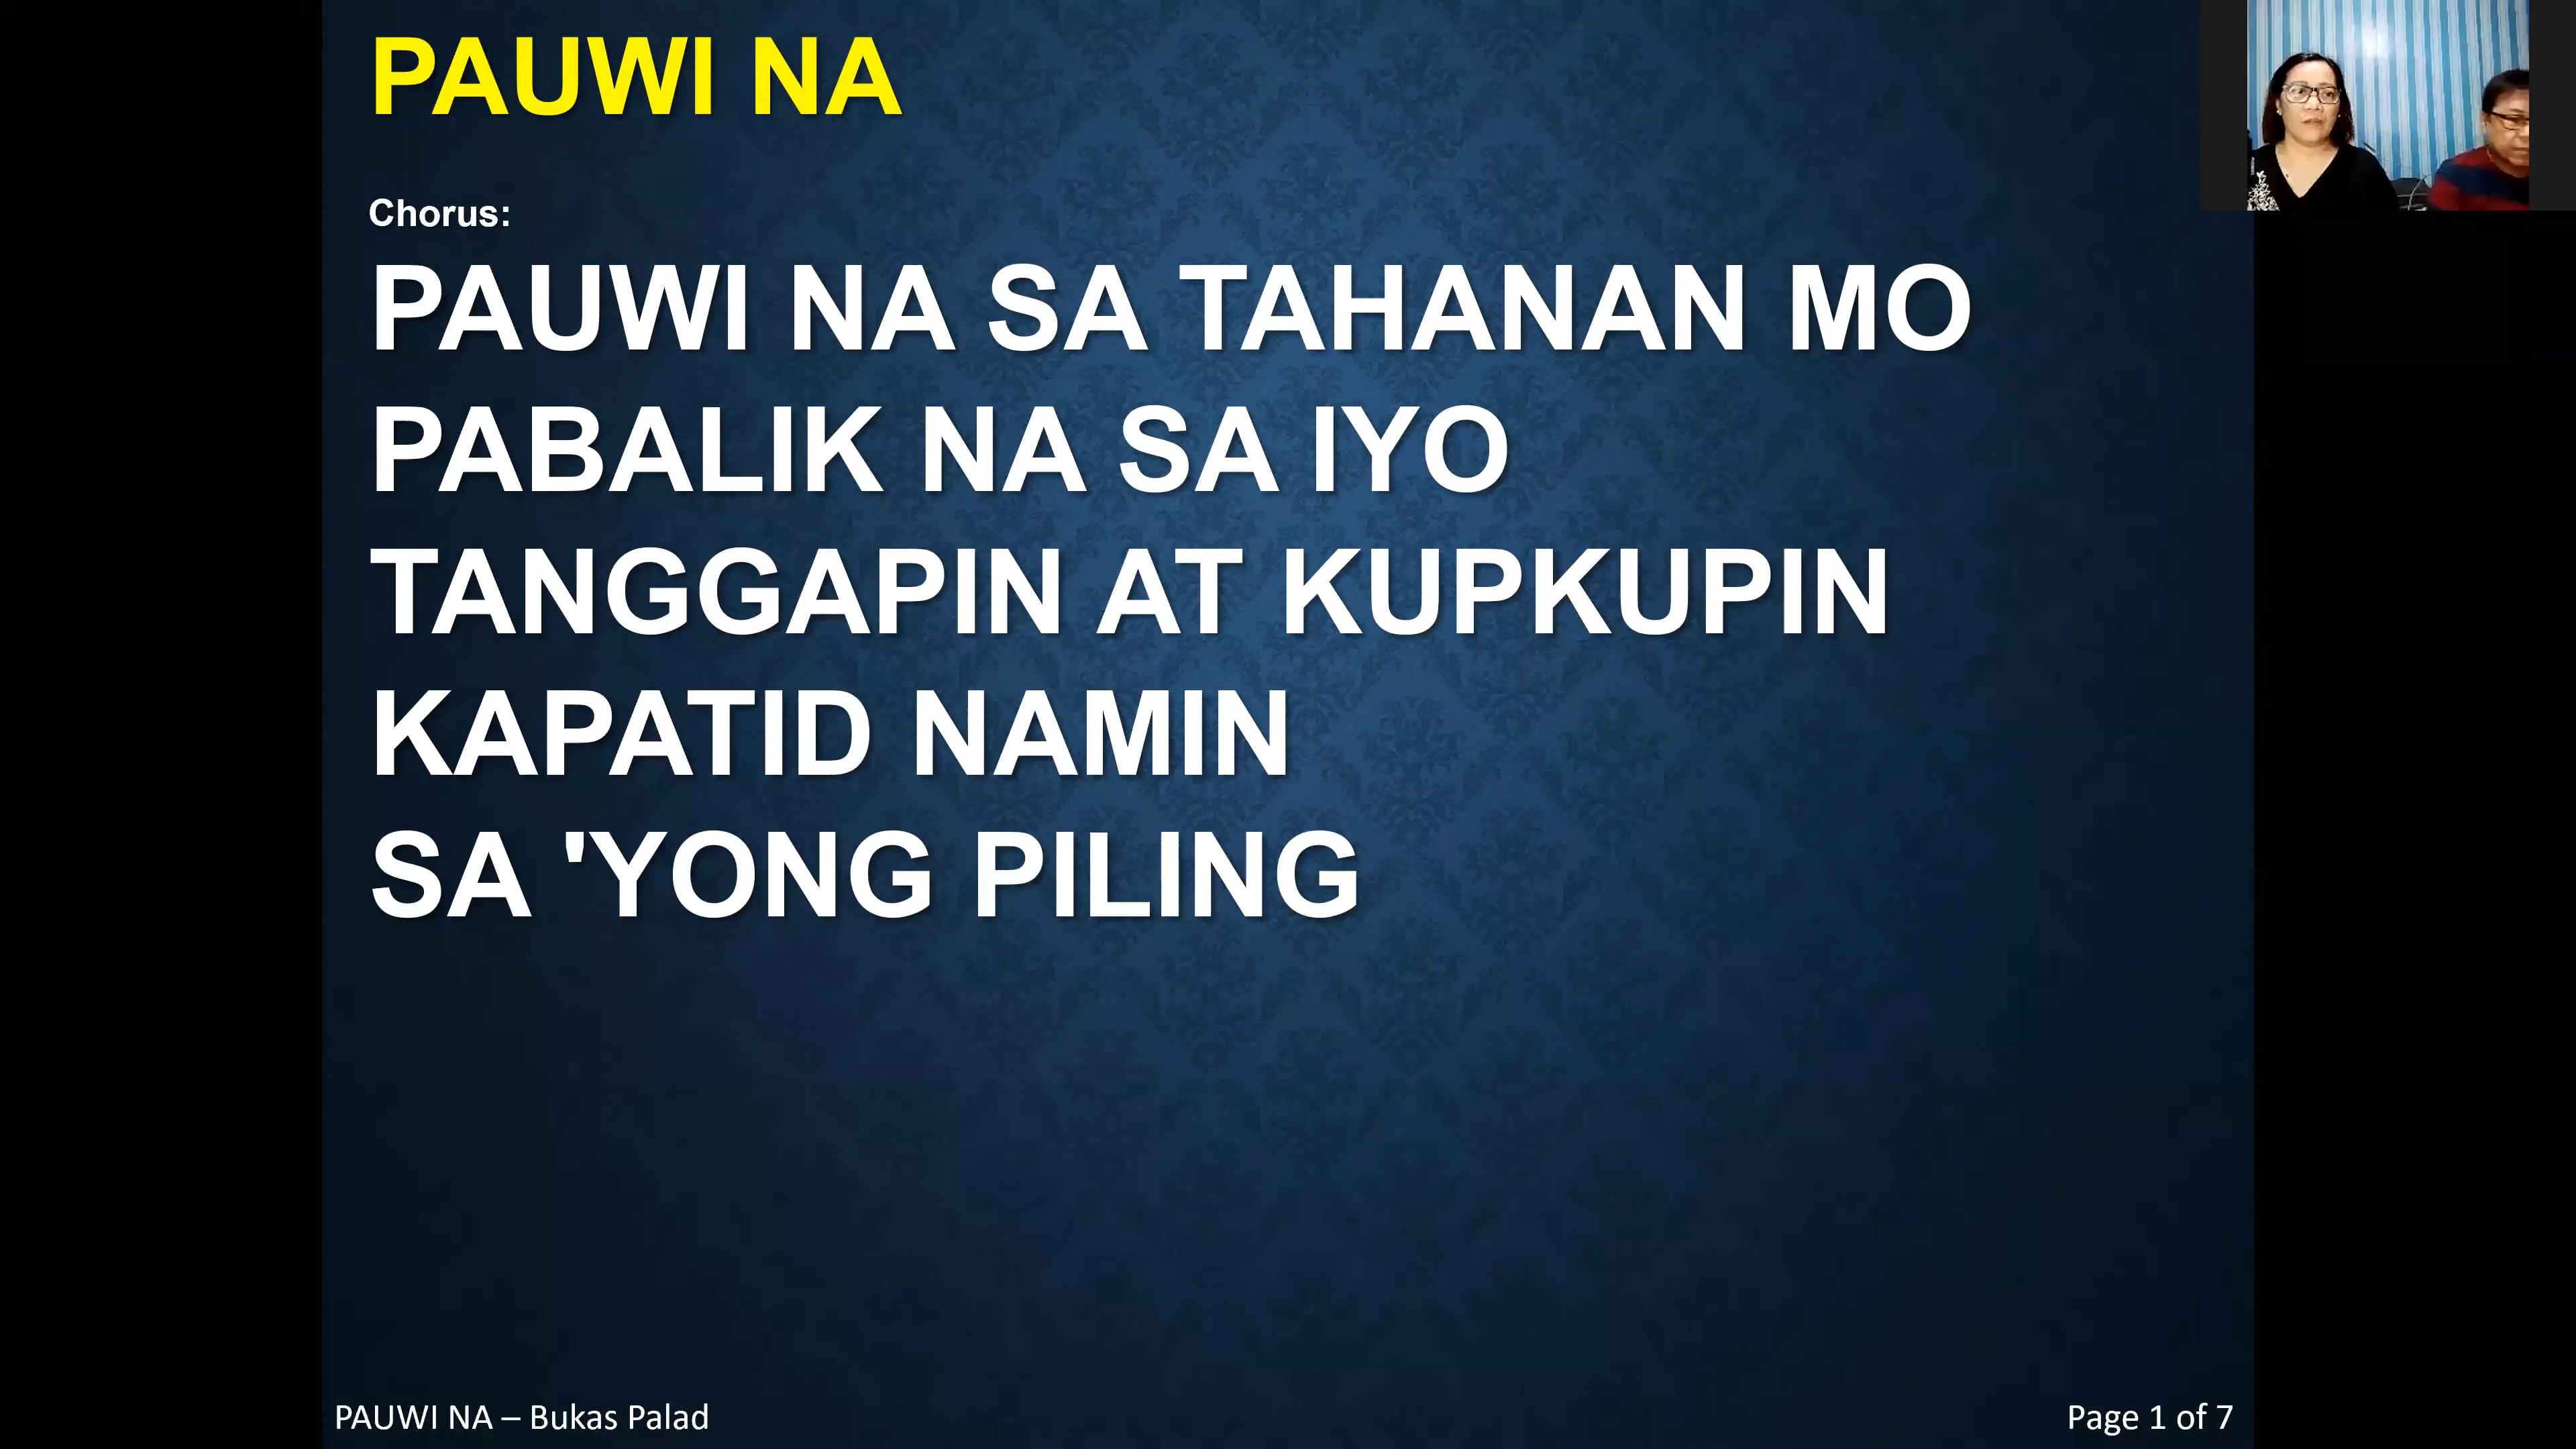 PAUWI NA
Chorus:
PAUWI NA SA TAHANAN MO
PABALIK NA SA IYO
TANGGAPIN AT KUPKUPIN
KAPATID NAMIN
SA 'YONG PILING
PAUWI NA – Bukas Palad
Page 1 of 7